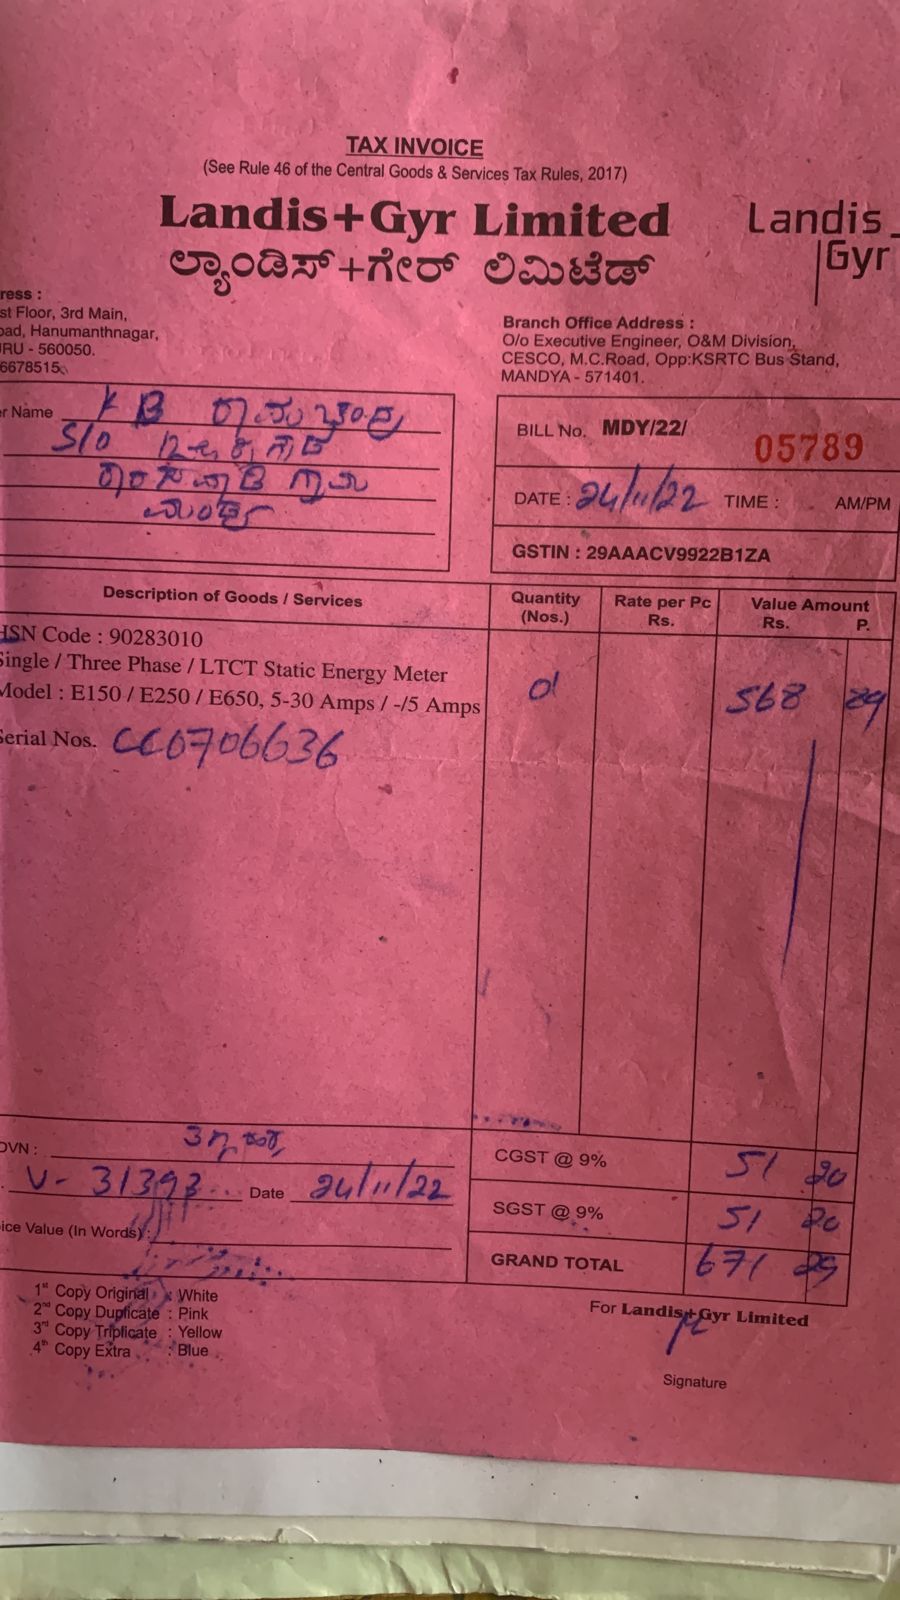 TAX INVOICE
(See Rule 46 of the Central Goods & Services Tax Rules, 2017)
Landis+Gyr Limited
ಲ್ಯಾಂಡಿಸ್+ಗೇರ್ ಲಿಮಿಟೆಡ್
Landis
Gyr
ress :
st Floor, 3rd Main,
oad, Hanumanthnagar,
RU - 560050.
6678515
Branch Office Address :
O/o Executive Engineer, O&M Division,
CESCO, M.C.Road, Opp:KSRTC Bus Stand,
MANDYA - 571401.
er Name K B ರಾಮಚಂದ್ರ
S/O
ಗ್ರಾಮ
ಮಂಡ್ಯ
BILL No. MDY/22/ 05789
DATE : 24/11/22 TIME : AM/PM
GSTIN : 29AAACV9922B1ZA
Description of Goods / Services
Quantity (Nos.)
Rate per Pc Rs.
Value Amount Rs. P.
HSN Code : 90283010
Single / Three Phase / LTCT Static Energy Meter
Model : E150 / E250 / E650, 5-30 Amps / -/5 Amps
01 568 89
Serial Nos. CC0706636
OVN :
V- 31393 Date 24/11/22
ice Value (In Words) :
CGST @ 9% 51 20
SGST @ 9% 51 20
GRAND TOTAL 671 29
1st Copy Original : White
2nd Copy Duplicate : Pink
3rd Copy Triplicate : Yellow
4th Copy Extra : Blue
For Landis+Gyr Limited
Signature